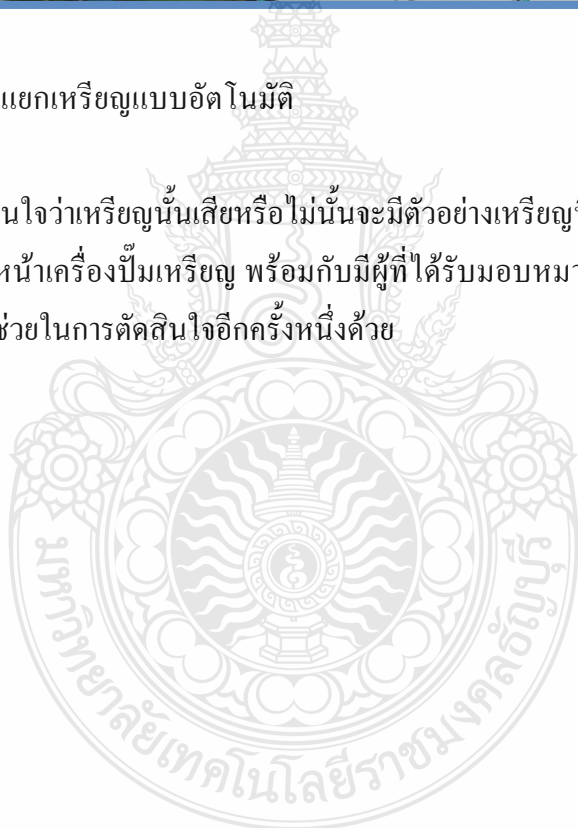 แยกเหรียญแบบอัตโนมัติ
นใจว่าเหรียญนั้นเสียหรือไม่นั้นจะมีตัวอย่างเหรียญ
หน้าเครื่องปั๊มเหรียญ พร้อมกับมีผู้ที่ได้รับมอบหมา
ช่วยในการตัดสินใจอีกครั้งหนึ่งด้วย
มหาวิทยาลัยเทคโนโลยีราชมงคลธัญบุรี